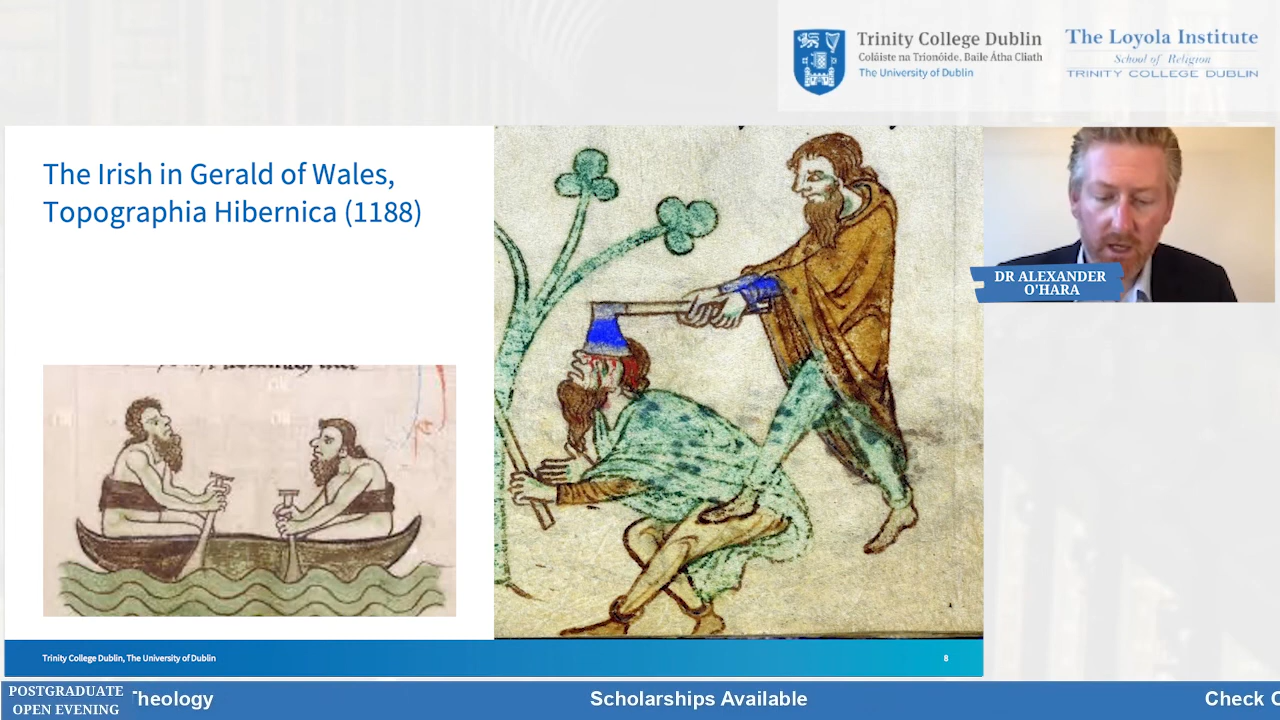 Trinity College Dublin
Coláiste na Tríonóide, Baile Átha Cliath
The University of Dublin
The Loyola Institute
School of Religion
TRINITY COLLEGE DUBLIN
The Irish in Gerald of Wales,
Topographia Hibernica (1188)
DR ALEXANDER
O'HARA
Trinity College Dublin, The University of Dublin
8
POSTGRADUATE
OPEN EVENING
heology
Scholarships Available
Check